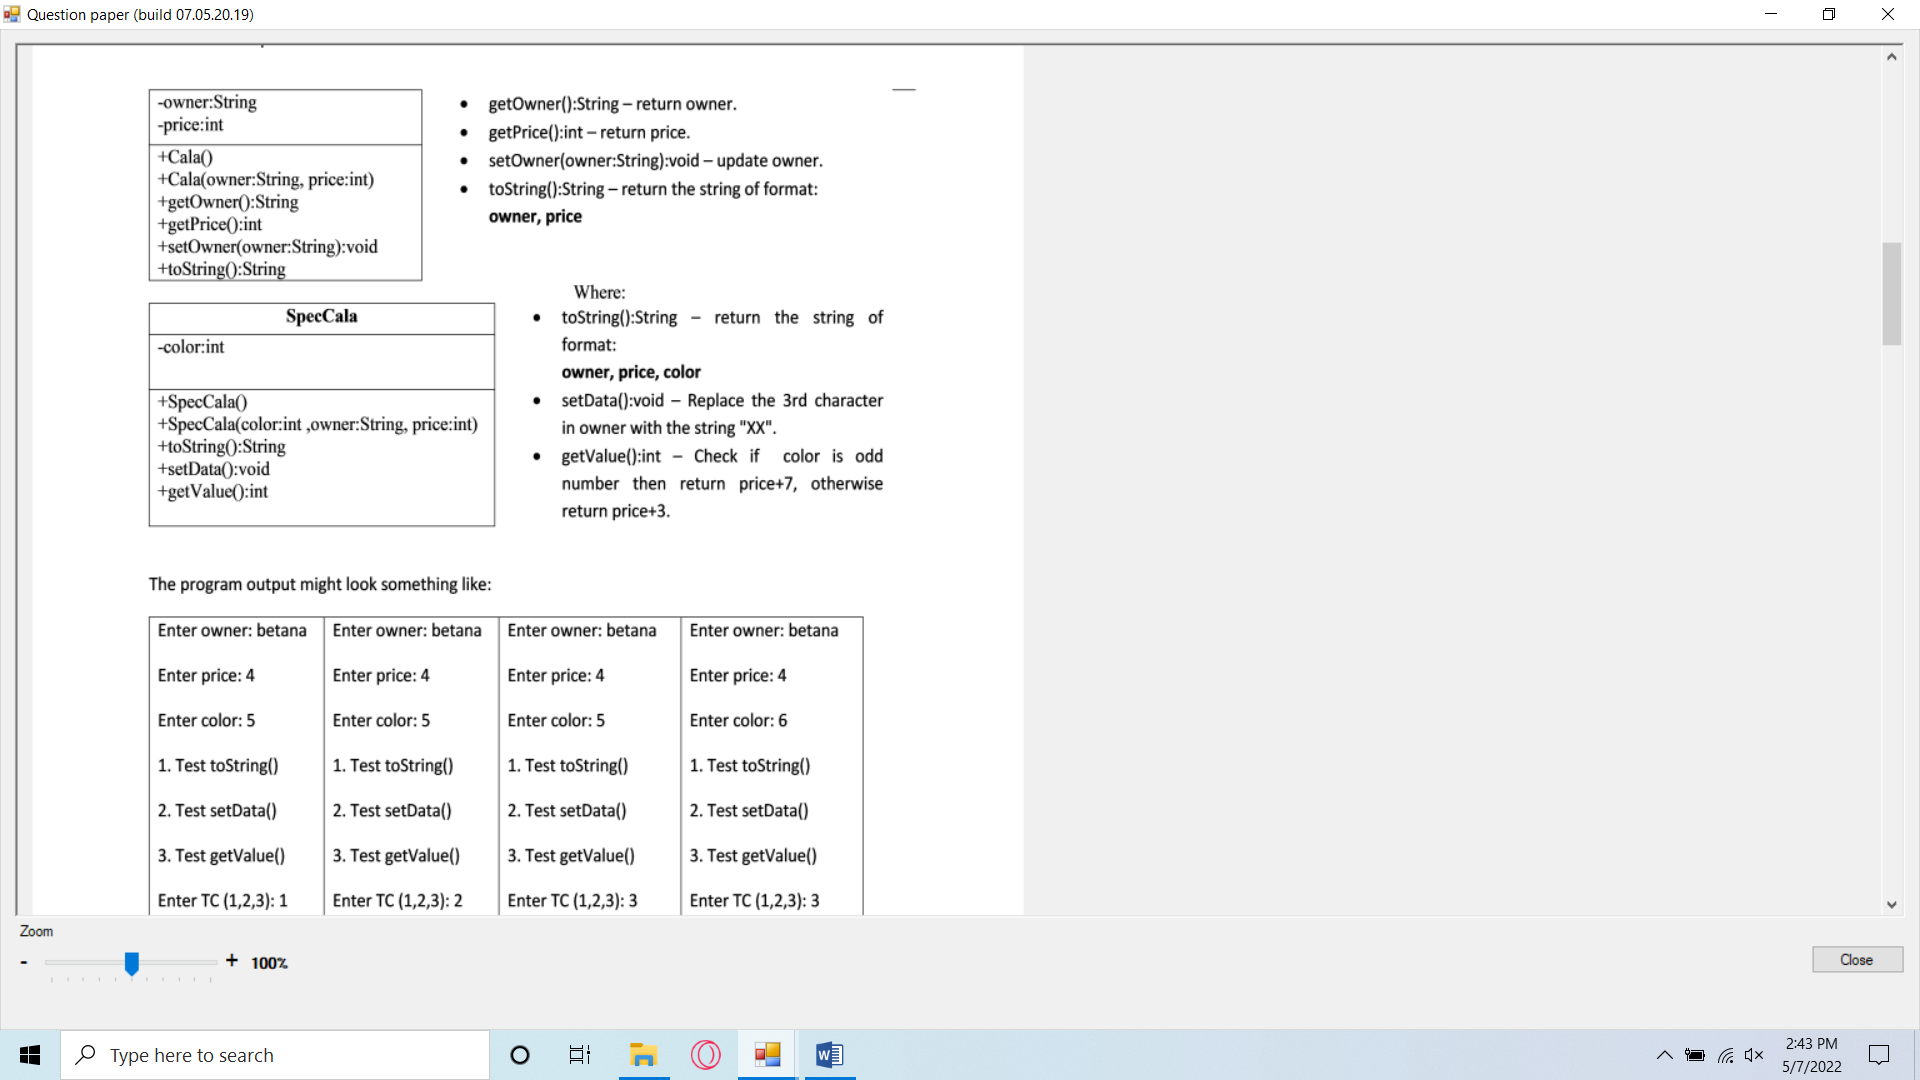 Question paper (build 07.05.20.19)
-owner:String
-price:int
+Cala()
+Cala(owner:String, price:int)
+getOwner():String
+getPrice():int
+setOwner(owner:String):void
+toString():String
• getOwner():String – return owner.
• getPrice():int – return price.
• setOwner(owner:String):void – update owner.
• toString():String – return the string of format:
owner, price
SpecCala
-color:int
+SpecCala()
+SpecCala(color:int ,owner:String, price:int)
+toString():String
+setData():void
+getValue():int
Where:
• toString():String – return the string of
format:
owner, price, color
• setData():void – Replace the 3rd character
in owner with the string "XX".
• getValue():int – Check if color is odd
number then return price+7, otherwise
return price+3.
The program output might look something like:
Enter owner: betana
Enter price: 4
Enter color: 5
1. Test toString()
2. Test setData()
3. Test getValue()
Enter TC (1,2,3): 1
Enter owner: betana
Enter price: 4
Enter color: 5
1. Test toString()
2. Test setData()
3. Test getValue()
Enter TC (1,2,3): 2
Enter owner: betana
Enter price: 4
Enter color: 5
1. Test toString()
2. Test setData()
3. Test getValue()
Enter TC (1,2,3): 3
Enter owner: betana
Enter price: 4
Enter color: 6
1. Test toString()
2. Test setData()
3. Test getValue()
Enter TC (1,2,3): 3
Zoom
- + 100%
Close
Type here to search
2:43 PM
5/7/2022